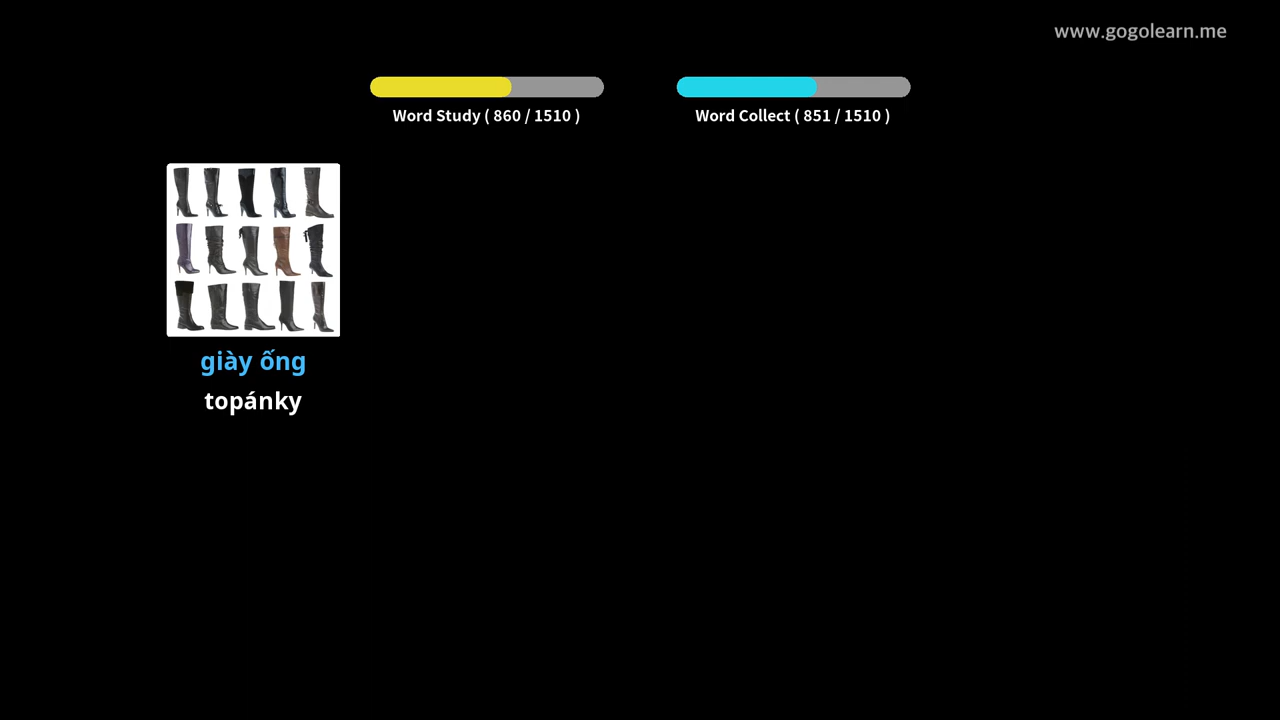 www.gogolearn.me
Word Study ( 860 / 1510 )
Word Collect ( 851 / 1510 )
giày ống
topánky